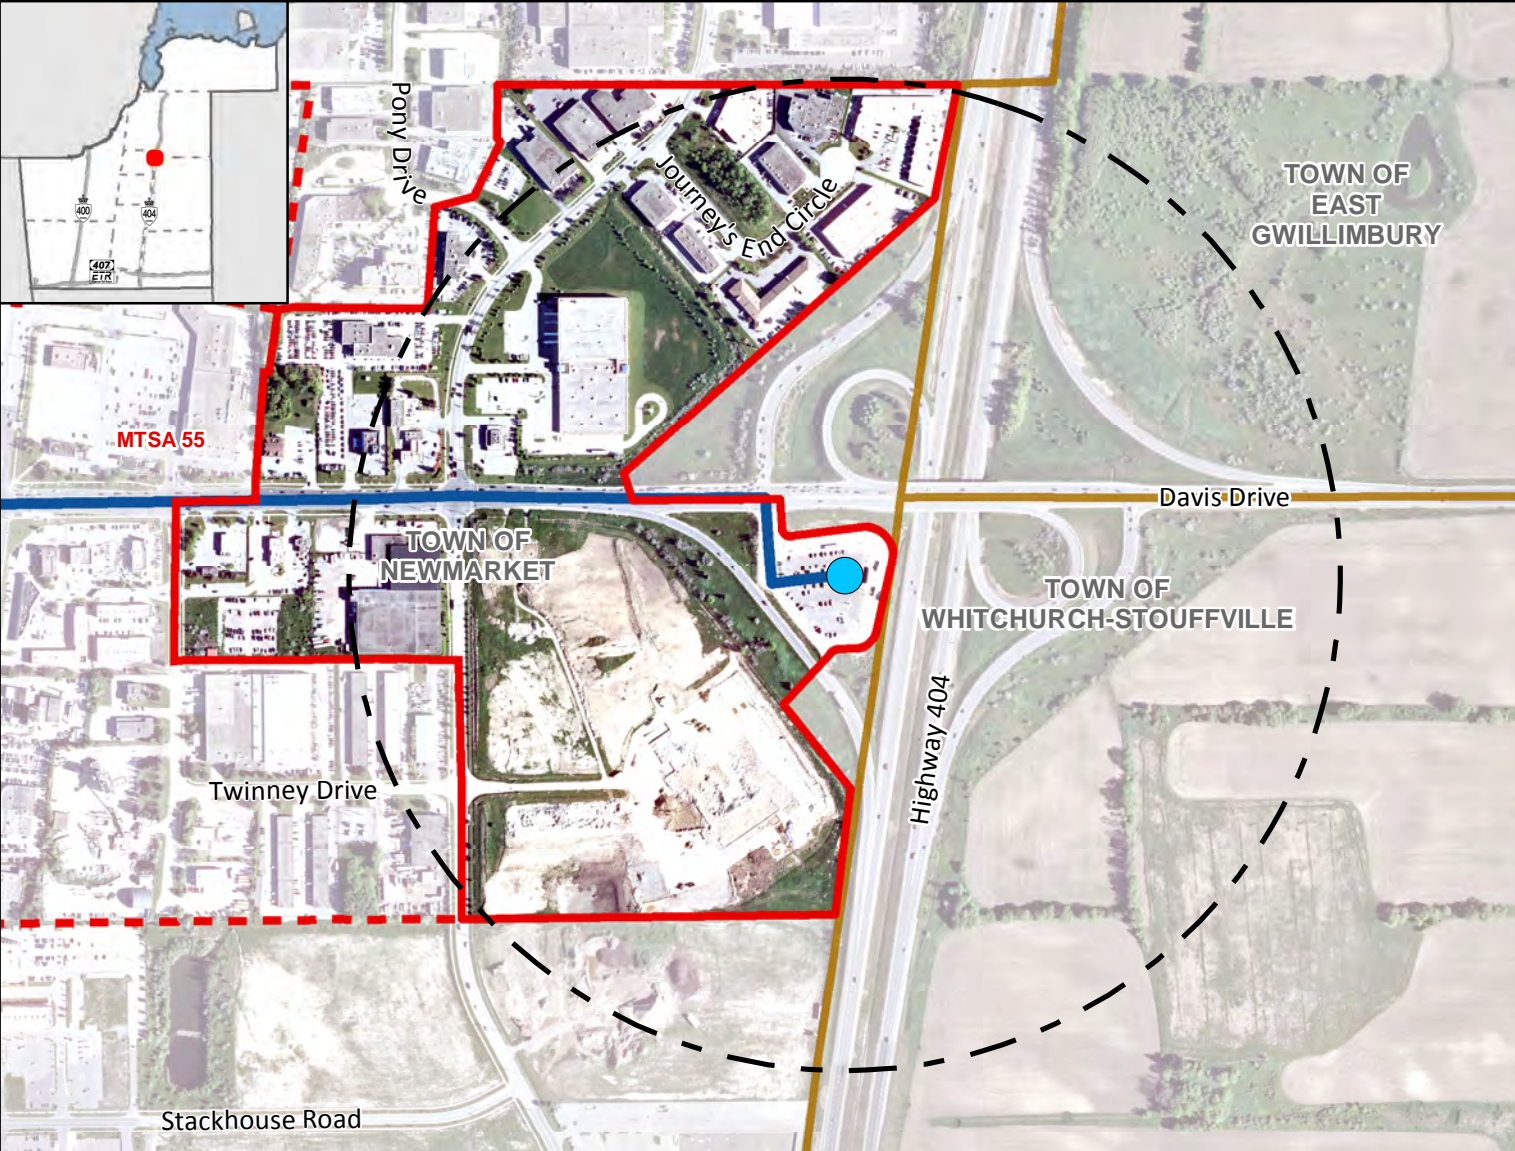 400
404
407
ETR
Pony Drive
Journey's End Circle
TOWN OF
EAST
GWILLIMBURY
MTSA 55
Davis Drive
TOWN OF
NEWMARKET
TOWN OF
WHITCHURCH-STOUFFVILLE
Highway 404
Twinney Drive
Stackhouse Road